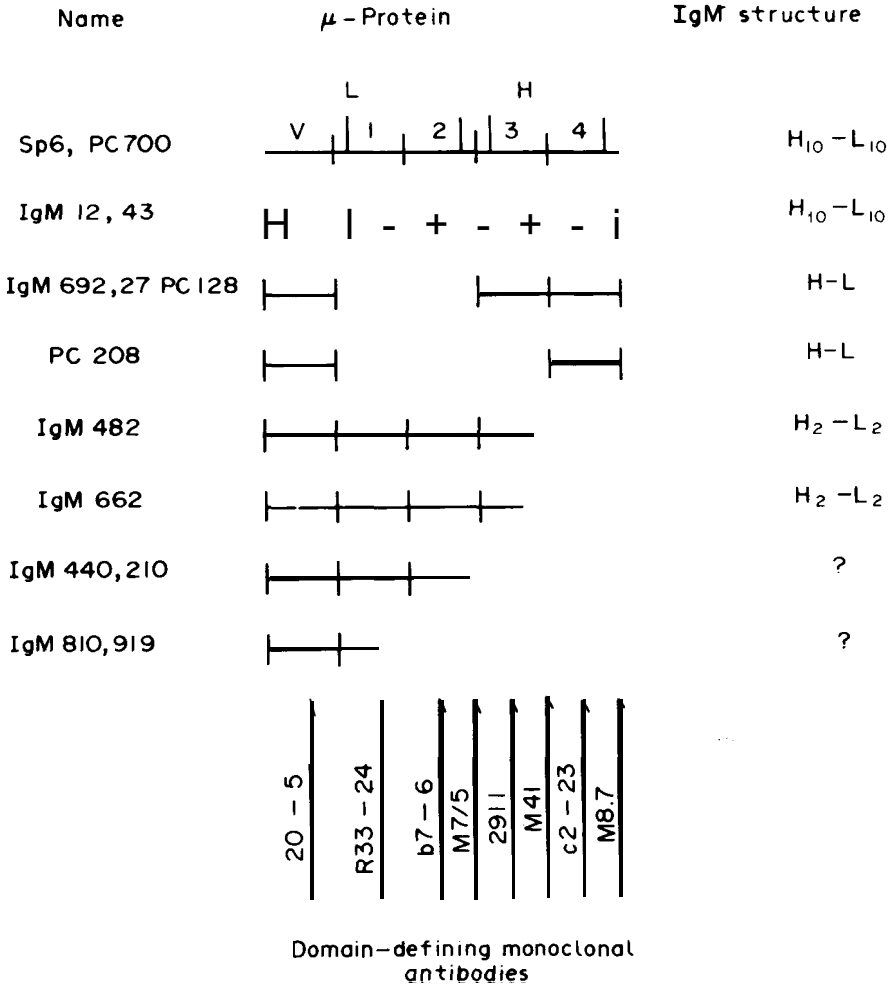 Name μ-Protein IgM structure
L H
Sp6, PC700 V 1 2 3 4 H₁₀-L₁₀
IgM 12, 43 H₁₀-L₁₀
IgM 692,27 PC128 H-L
PC 208 H-L
IgM 482 H₂-L₂
IgM 662 H₂-L₂
IgM 440,210 ?
IgM 810,919 ?
20-5
R33-24
b7-6
M7/5
2911
M41
c2-23
M8.7
Domain-defining monoclonal
antibodies